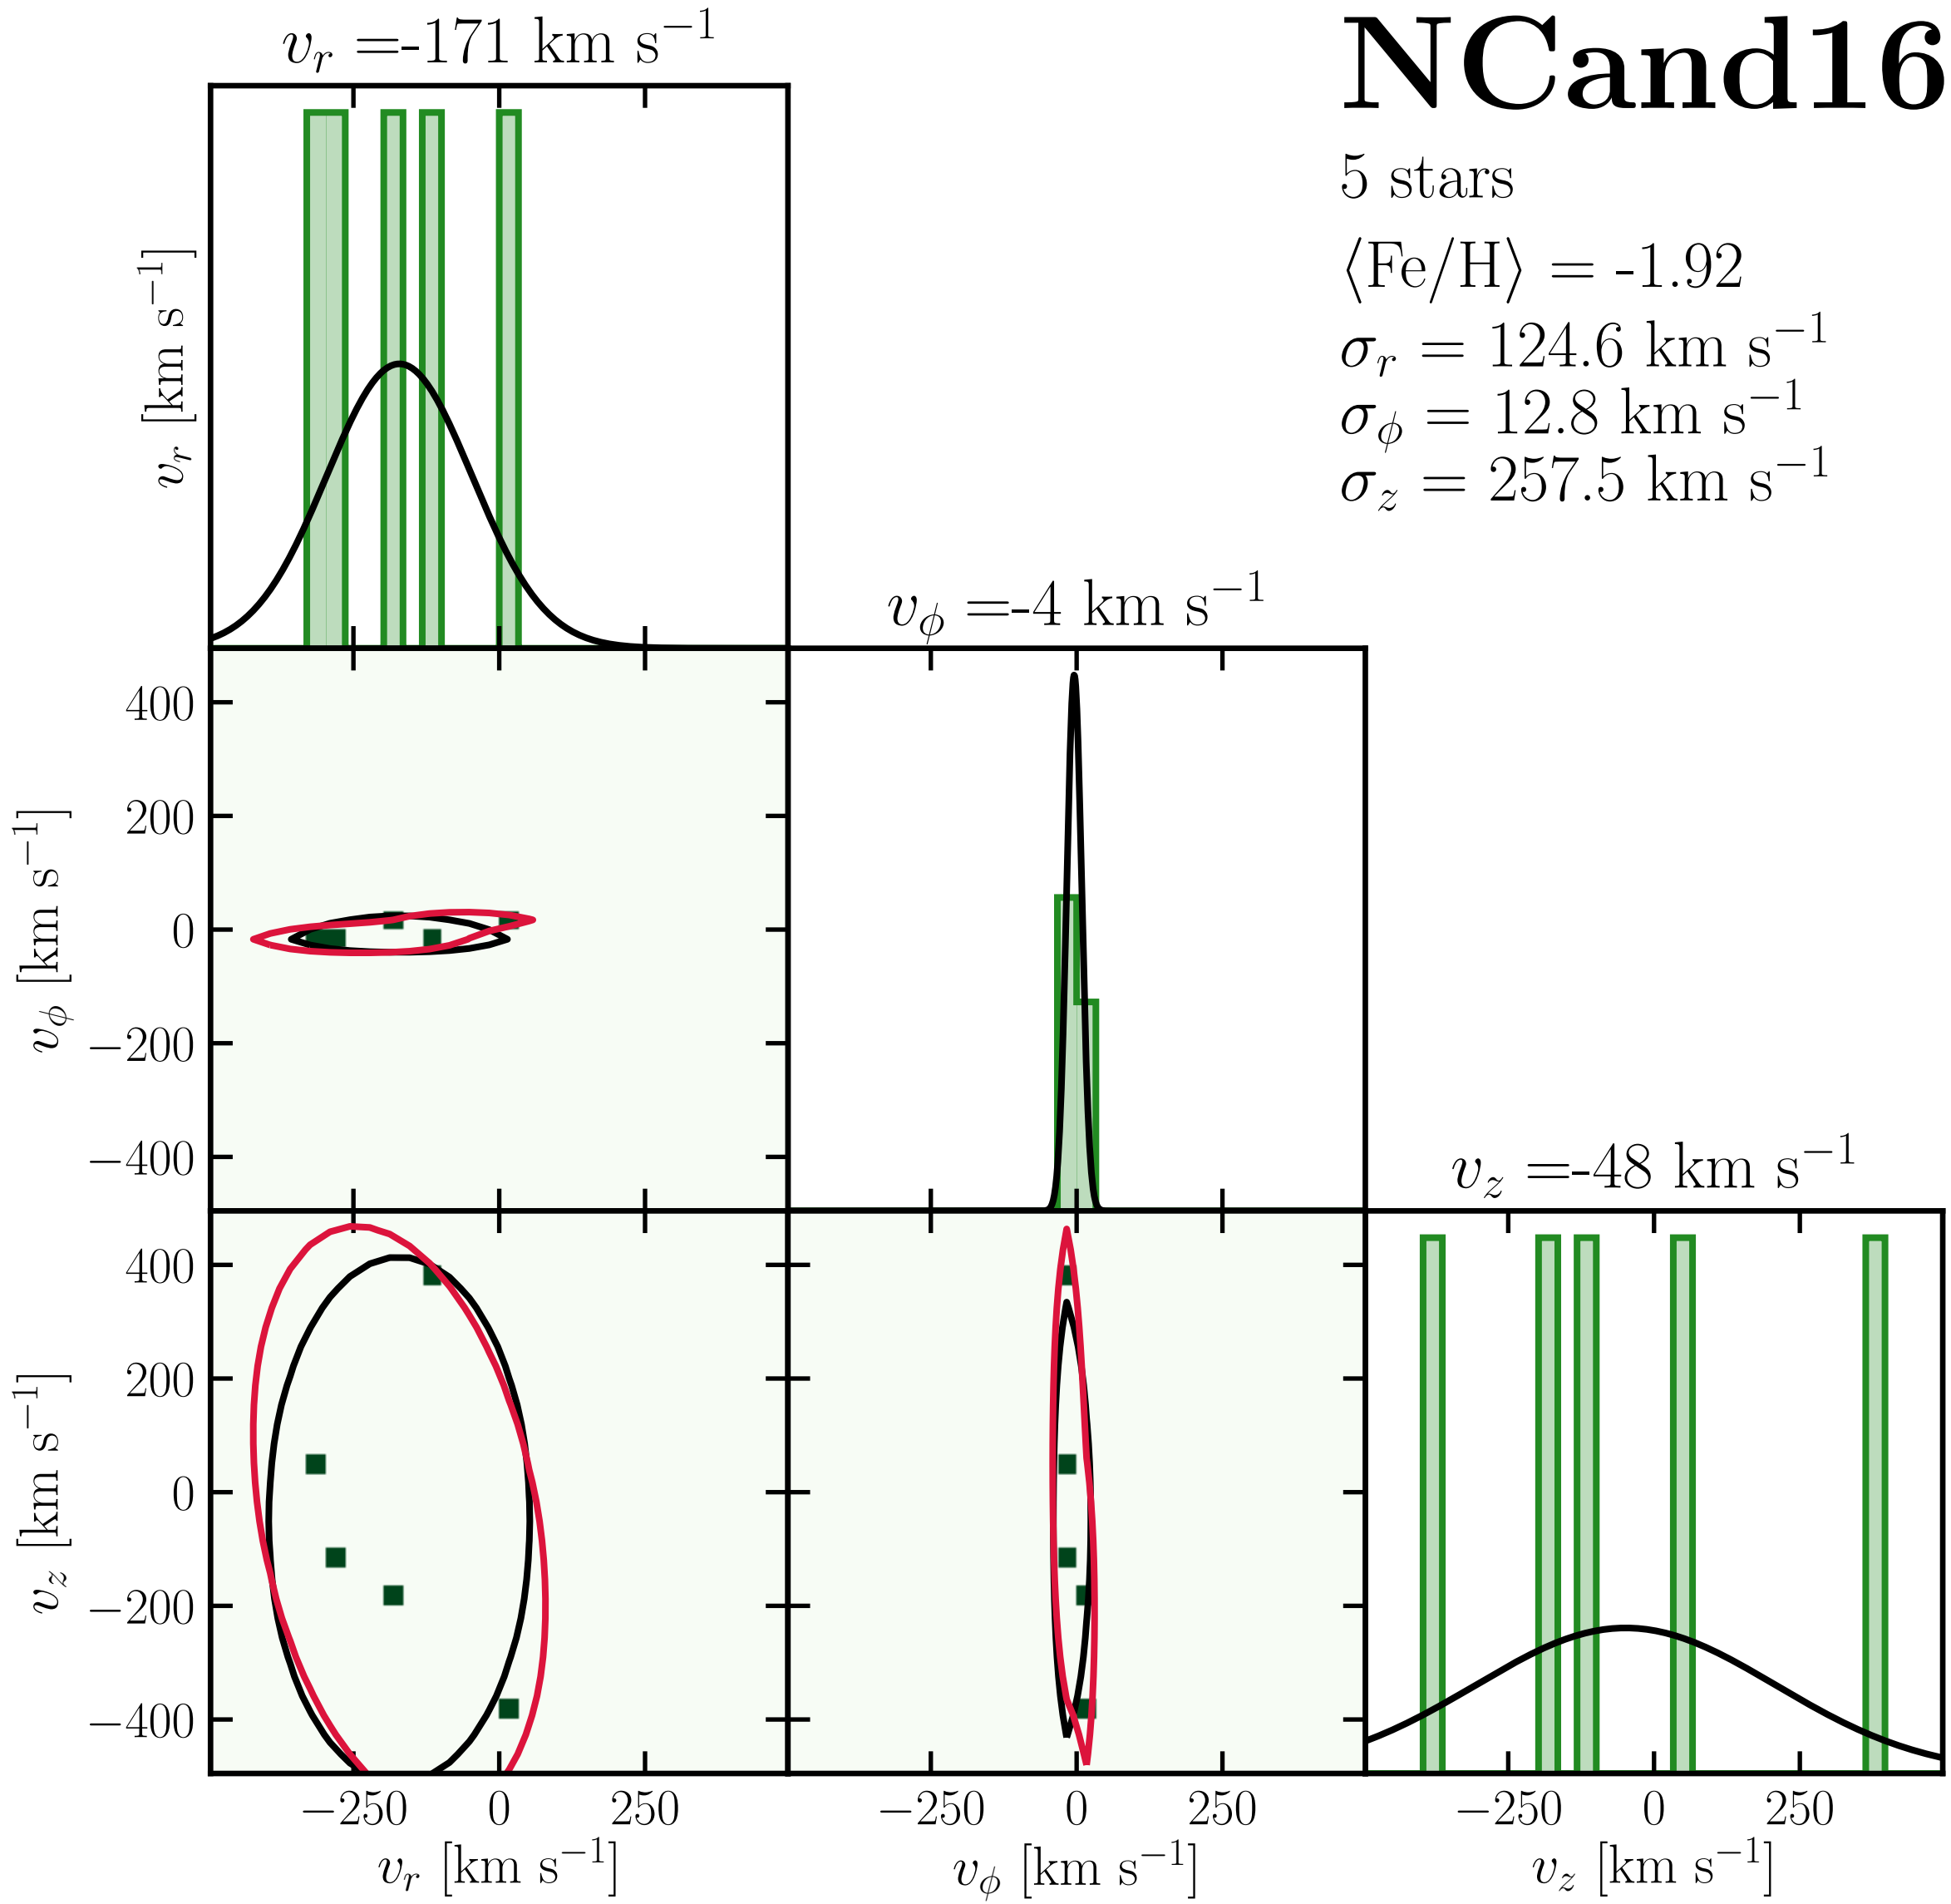 v_r =-171 km s⁻¹
NCand16
5 stars
⟨Fe/H⟩ = -1.92
σ_r = 124.6 km s⁻¹
σ_ϕ = 12.8 km s⁻¹
σ_z = 257.5 km s⁻¹
v_r [km s⁻¹]
v_ϕ =-4 km s⁻¹
400
200
0
−200
−400
v_ϕ [km s⁻¹]
v_z =-48 km s⁻¹
400
200
0
−200
−400
v_z [km s⁻¹]
−250 0 250
−250 0 250
−250 0 250
v_r [km s⁻¹]
v_ϕ [km s⁻¹]
v_z [km s⁻¹]